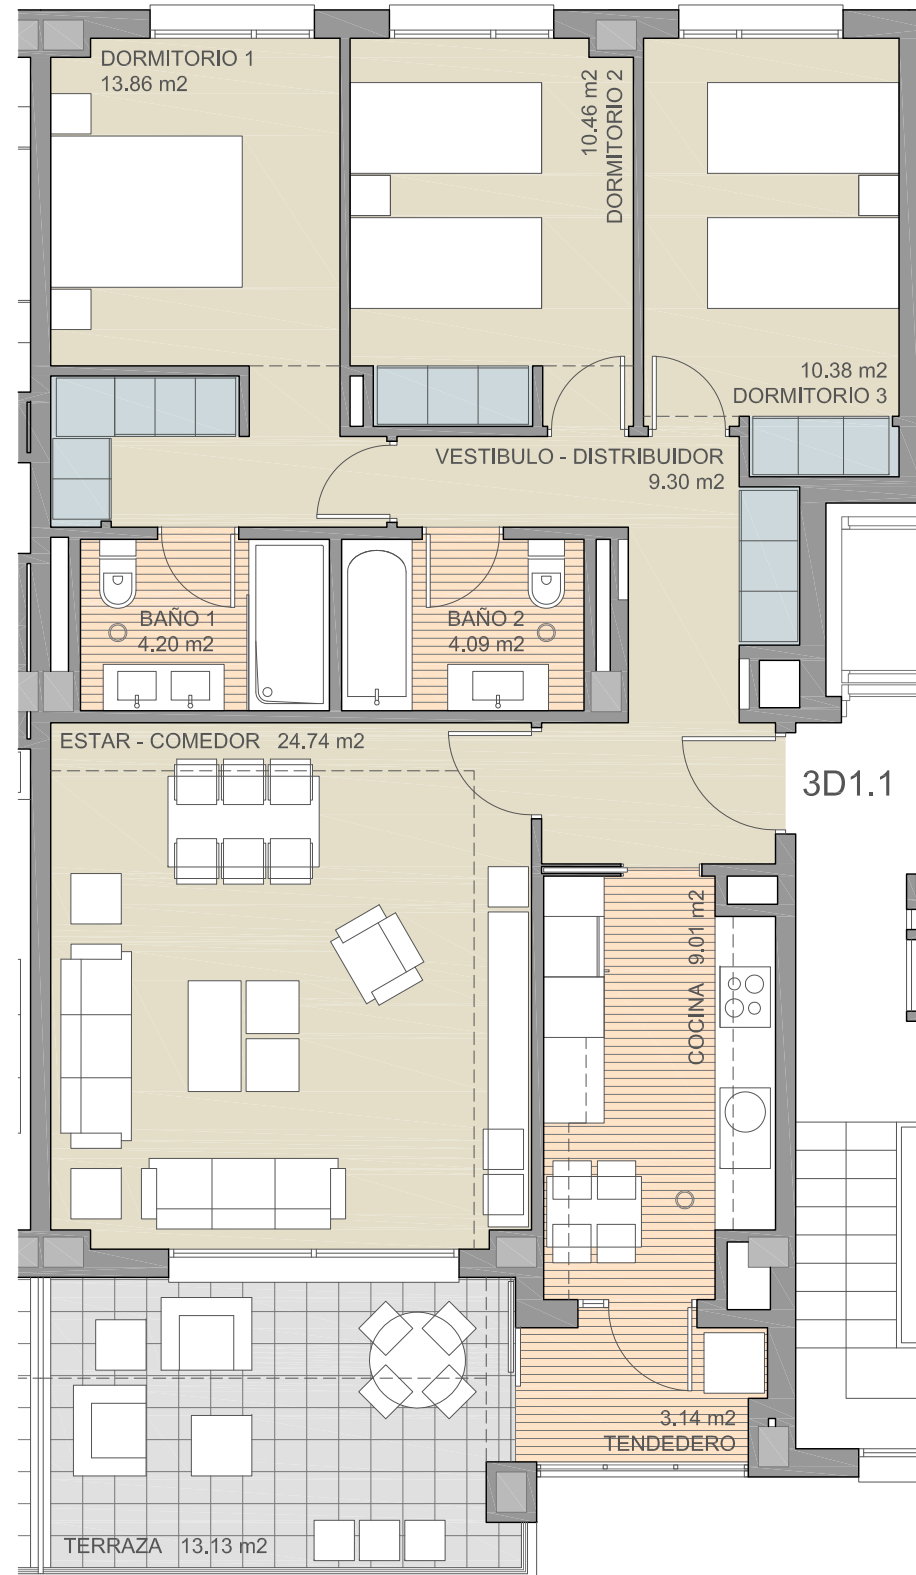 DORMITORIO 1
13.86 m2
10.46 m2
DORMITORIO 2
10.38 m2
DORMITORIO 3
VESTIBULO - DISTRIBUIDOR
9.30 m2
BAÑO 1
4.20 m2
BAÑO 2
4.09 m2
ESTAR - COMEDOR 24.74 m2
3D1.1
COCINA 9.01 m2
3.14 m2
TENDEDERO
TERRAZA 13.13 m2